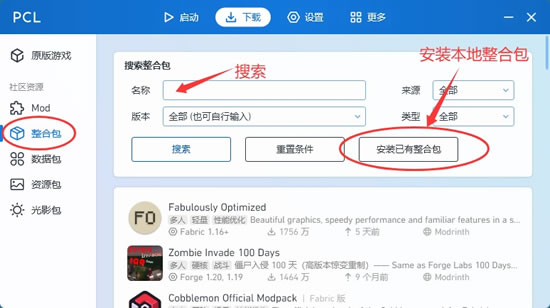 PCL
启动
下载
设置
更多
原版游戏
社区资源
Mod
整合包
数据包
资源包
光影包
安装本地整合包
搜索整合包
搜索
名称
来源 全部
版本 全部 (也可自行输入)
类型 全部
搜索
重置条件
安装已有整合包
FO
Fabulously Optimized
多人 轻量 性能优化 Beautiful graphics, speedy performance and familiar features in a s...
Fabric 1.16+ 1756 万 5 天前 Modrinth
Zombie Invade 100 Days
多人 硬核 战斗 僵尸入侵 100 天（高版本惊变重制）—— Same as Forge Labs 100 Days...
Forge 1.20, 1.19 1464 万 9 个月前 Modrinth
Cobblemon Official Modpack | Fabric 版